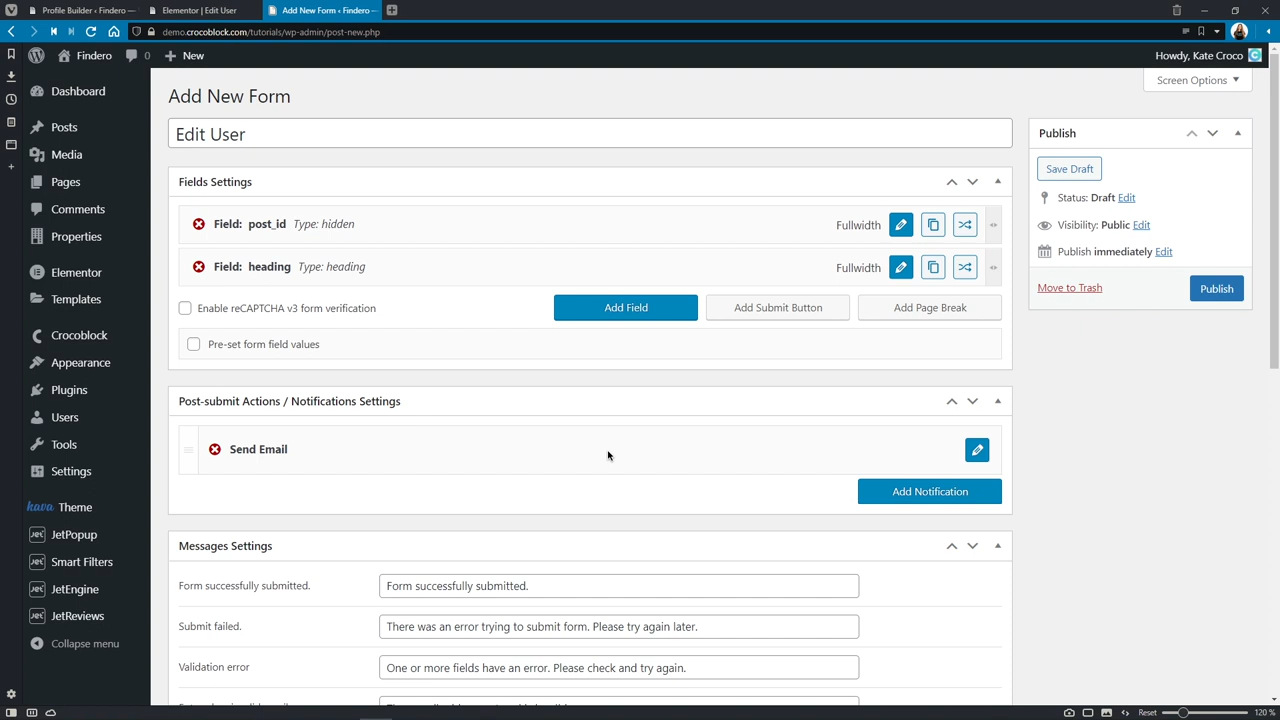 Profile Builder ‹ Findero —
Elementor | Edit User
Add New Form ‹ Findero —
demo.crocoblock.com/tutorials/wp-admin/post-new.php
Findero
0
New
Howdy, Kate Croco
Screen Options
Dashboard
Posts
Media
Pages
Comments
Properties
Elementor
Templates
Crocoblock
Appearance
Plugins
Users
Tools
Settings
kava Theme
JetPopup
Smart Filters
JetEngine
JetReviews
Collapse menu
Add New Form
Edit User
Fields Settings
Field: post_id Type: hidden
Fullwidth
Field: heading Type: heading
Fullwidth
Enable reCAPTCHA v3 form verification
Add Field
Add Submit Button
Add Page Break
Pre-set form field values
Post-submit Actions / Notifications Settings
Send Email
Add Notification
Messages Settings
Form successfully submitted.
Form successfully submitted.
Submit failed.
There was an error trying to submit form. Please try again later.
Validation error
One or more fields have an error. Please check and try again.
Publish
Save Draft
Status: Draft Edit
Visibility: Public Edit
Publish immediately Edit
Move to Trash
Publish
Reset
120 %